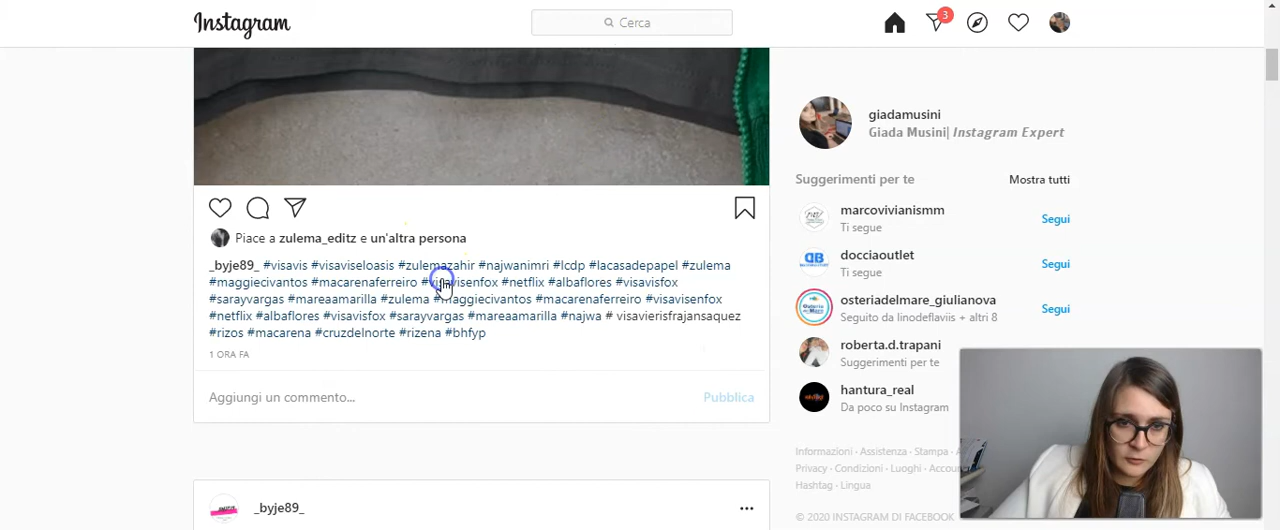 Instagram
Cerca
3
giadamusini
Giada Musini| Instagram Expert
Suggerimenti per te
Mostra tutti
marcovivianismm
Ti segue
Segui
docciaoutlet
Ti segue
Segui
osteriadelmare_giulianova
Seguito da linodeflaviis + altri 8
Segui
roberta.d.trapani
Suggerimenti per te
hantura_real
Da poco su Instagram
Informazioni · Assistenza · Stampa ·
Privacy · Condizioni · Luoghi ·
Hashtag · Lingua
© 2020 INSTAGRAM DI FACEBOOK
Piace a zulema_editz e un'altra persona
_byje89_ #visavis #visaviseloasis #zulemazahir #najwanimri #lcdp #lacasadepapel #zulema
#maggiecivantos #macarenaferreiro #visavisenfox #netflix #albaflores #visavisfox
#sarayvargas #mareaamarilla #zulema #maggiecivantos #macarenaferreiro #visavisenfox
#netflix #albaflores #visavisfox #sarayvargas #mareaamarilla #najwa # visavierisfrajansaquez
#rizos #macarena #cruzdelnorte #rizena #bhfyp
1 ORA FA
Aggiungi un commento...
Pubblica
_byje89_